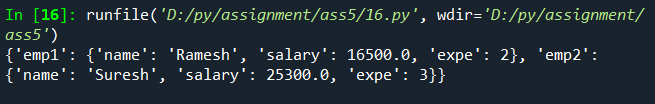 In [16]: runfile('D:/py/assignment/ass5/16.py', wdir='D:/py/assignment/
ass5')
{'emp1': {'name': 'Ramesh', 'salary': 16500.0, 'expe': 2}, 'emp2':
{'name': 'Suresh', 'salary': 25300.0, 'expe': 3}}